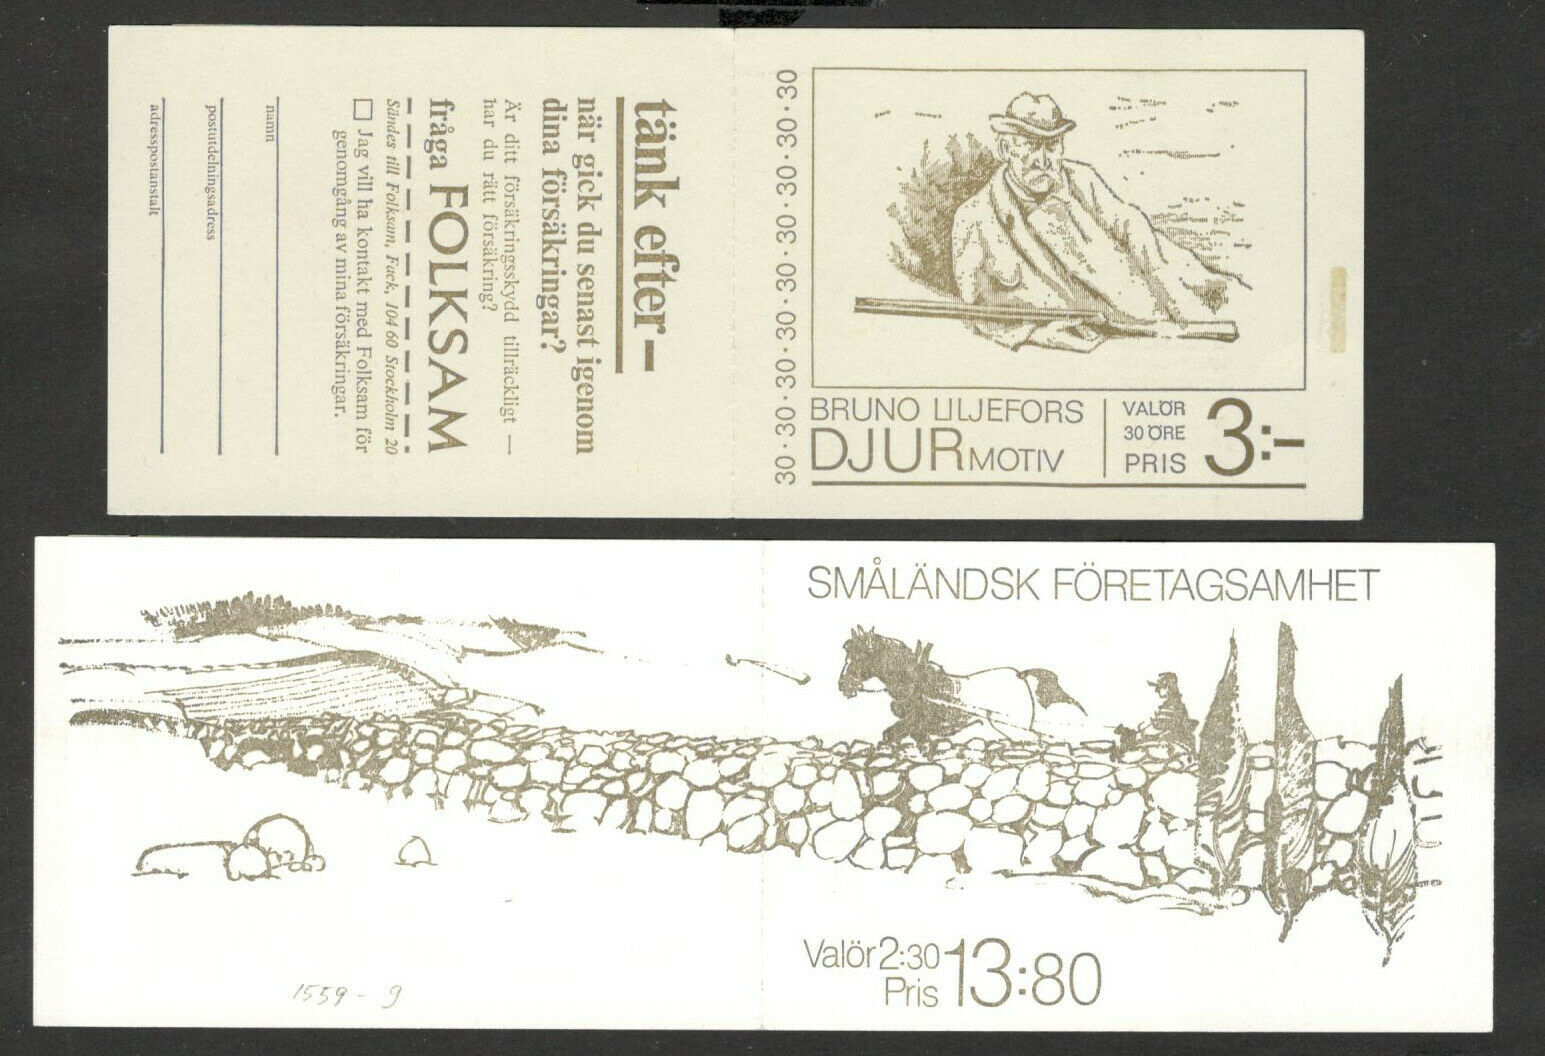 tänk efter–
när gick du senast igenom
dina försäkringar?
Är ditt försäkringsskydd tillräckligt —
har du rätt försäkring?
fråga FOLKSAM
Sändes till Folksam, Fack, 104 60 Stockholm 20
Jag vill ha kontakt med Folksam för
genomgång av mina försäkringar.
namn
postutdelningsadress
adresspostanstalt
30·30·30·30·30·30·30·30·30·30
BRUNO LILJEFORS
DJURMOTIV
VALÖR
30 ÖRE
PRIS
3:–
SMÅLÄNDSK FÖRETAGSAMHET
Valör 2:30
Pris 13:80
1559 - 9